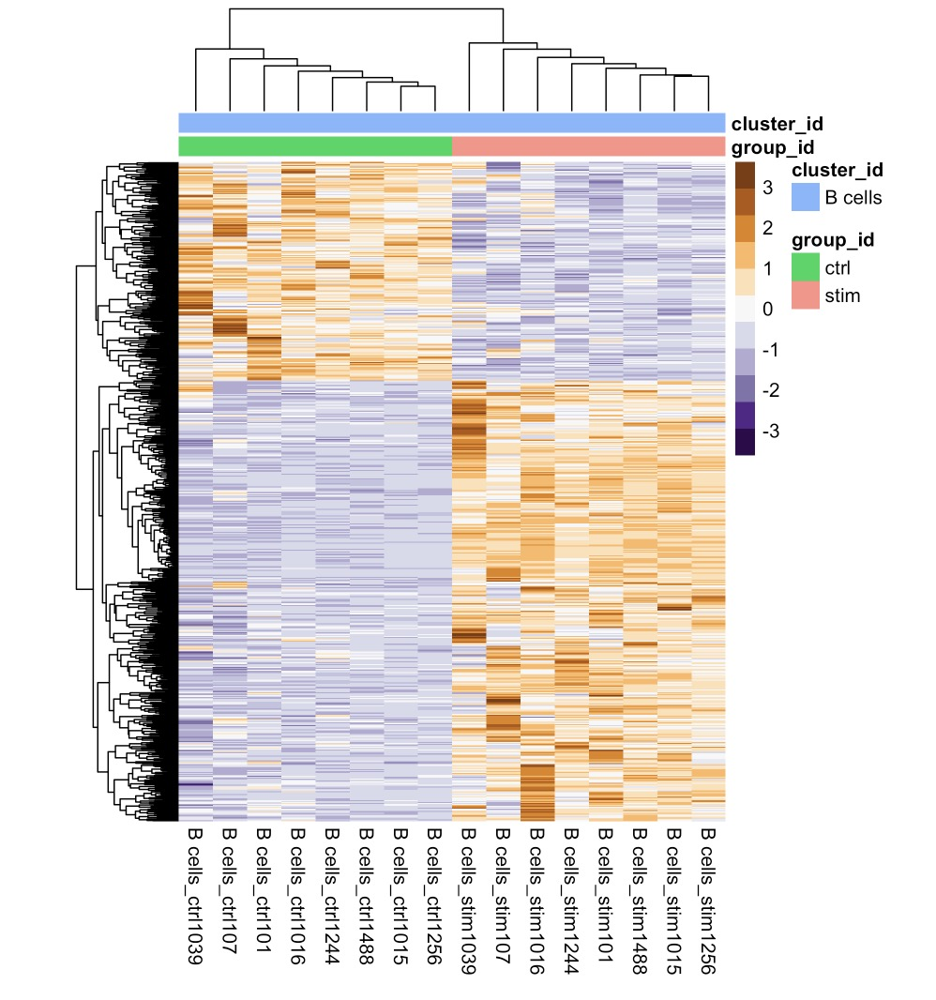 cluster_id
group_id
3
2
1
0
-1
-2
-3
cluster_id
B cells
group_id
ctrl
stim
B cells_ctrl1039
B cells_ctrl107
B cells_ctrl101
B cells_ctrl1016
B cells_ctrl1244
B cells_ctrl1488
B cells_ctrl1015
B cells_ctrl1256
B cells_stim1039
B cells_stim107
B cells_stim1016
B cells_stim1244
B cells_stim101
B cells_stim1488
B cells_stim1015
B cells_stim1256